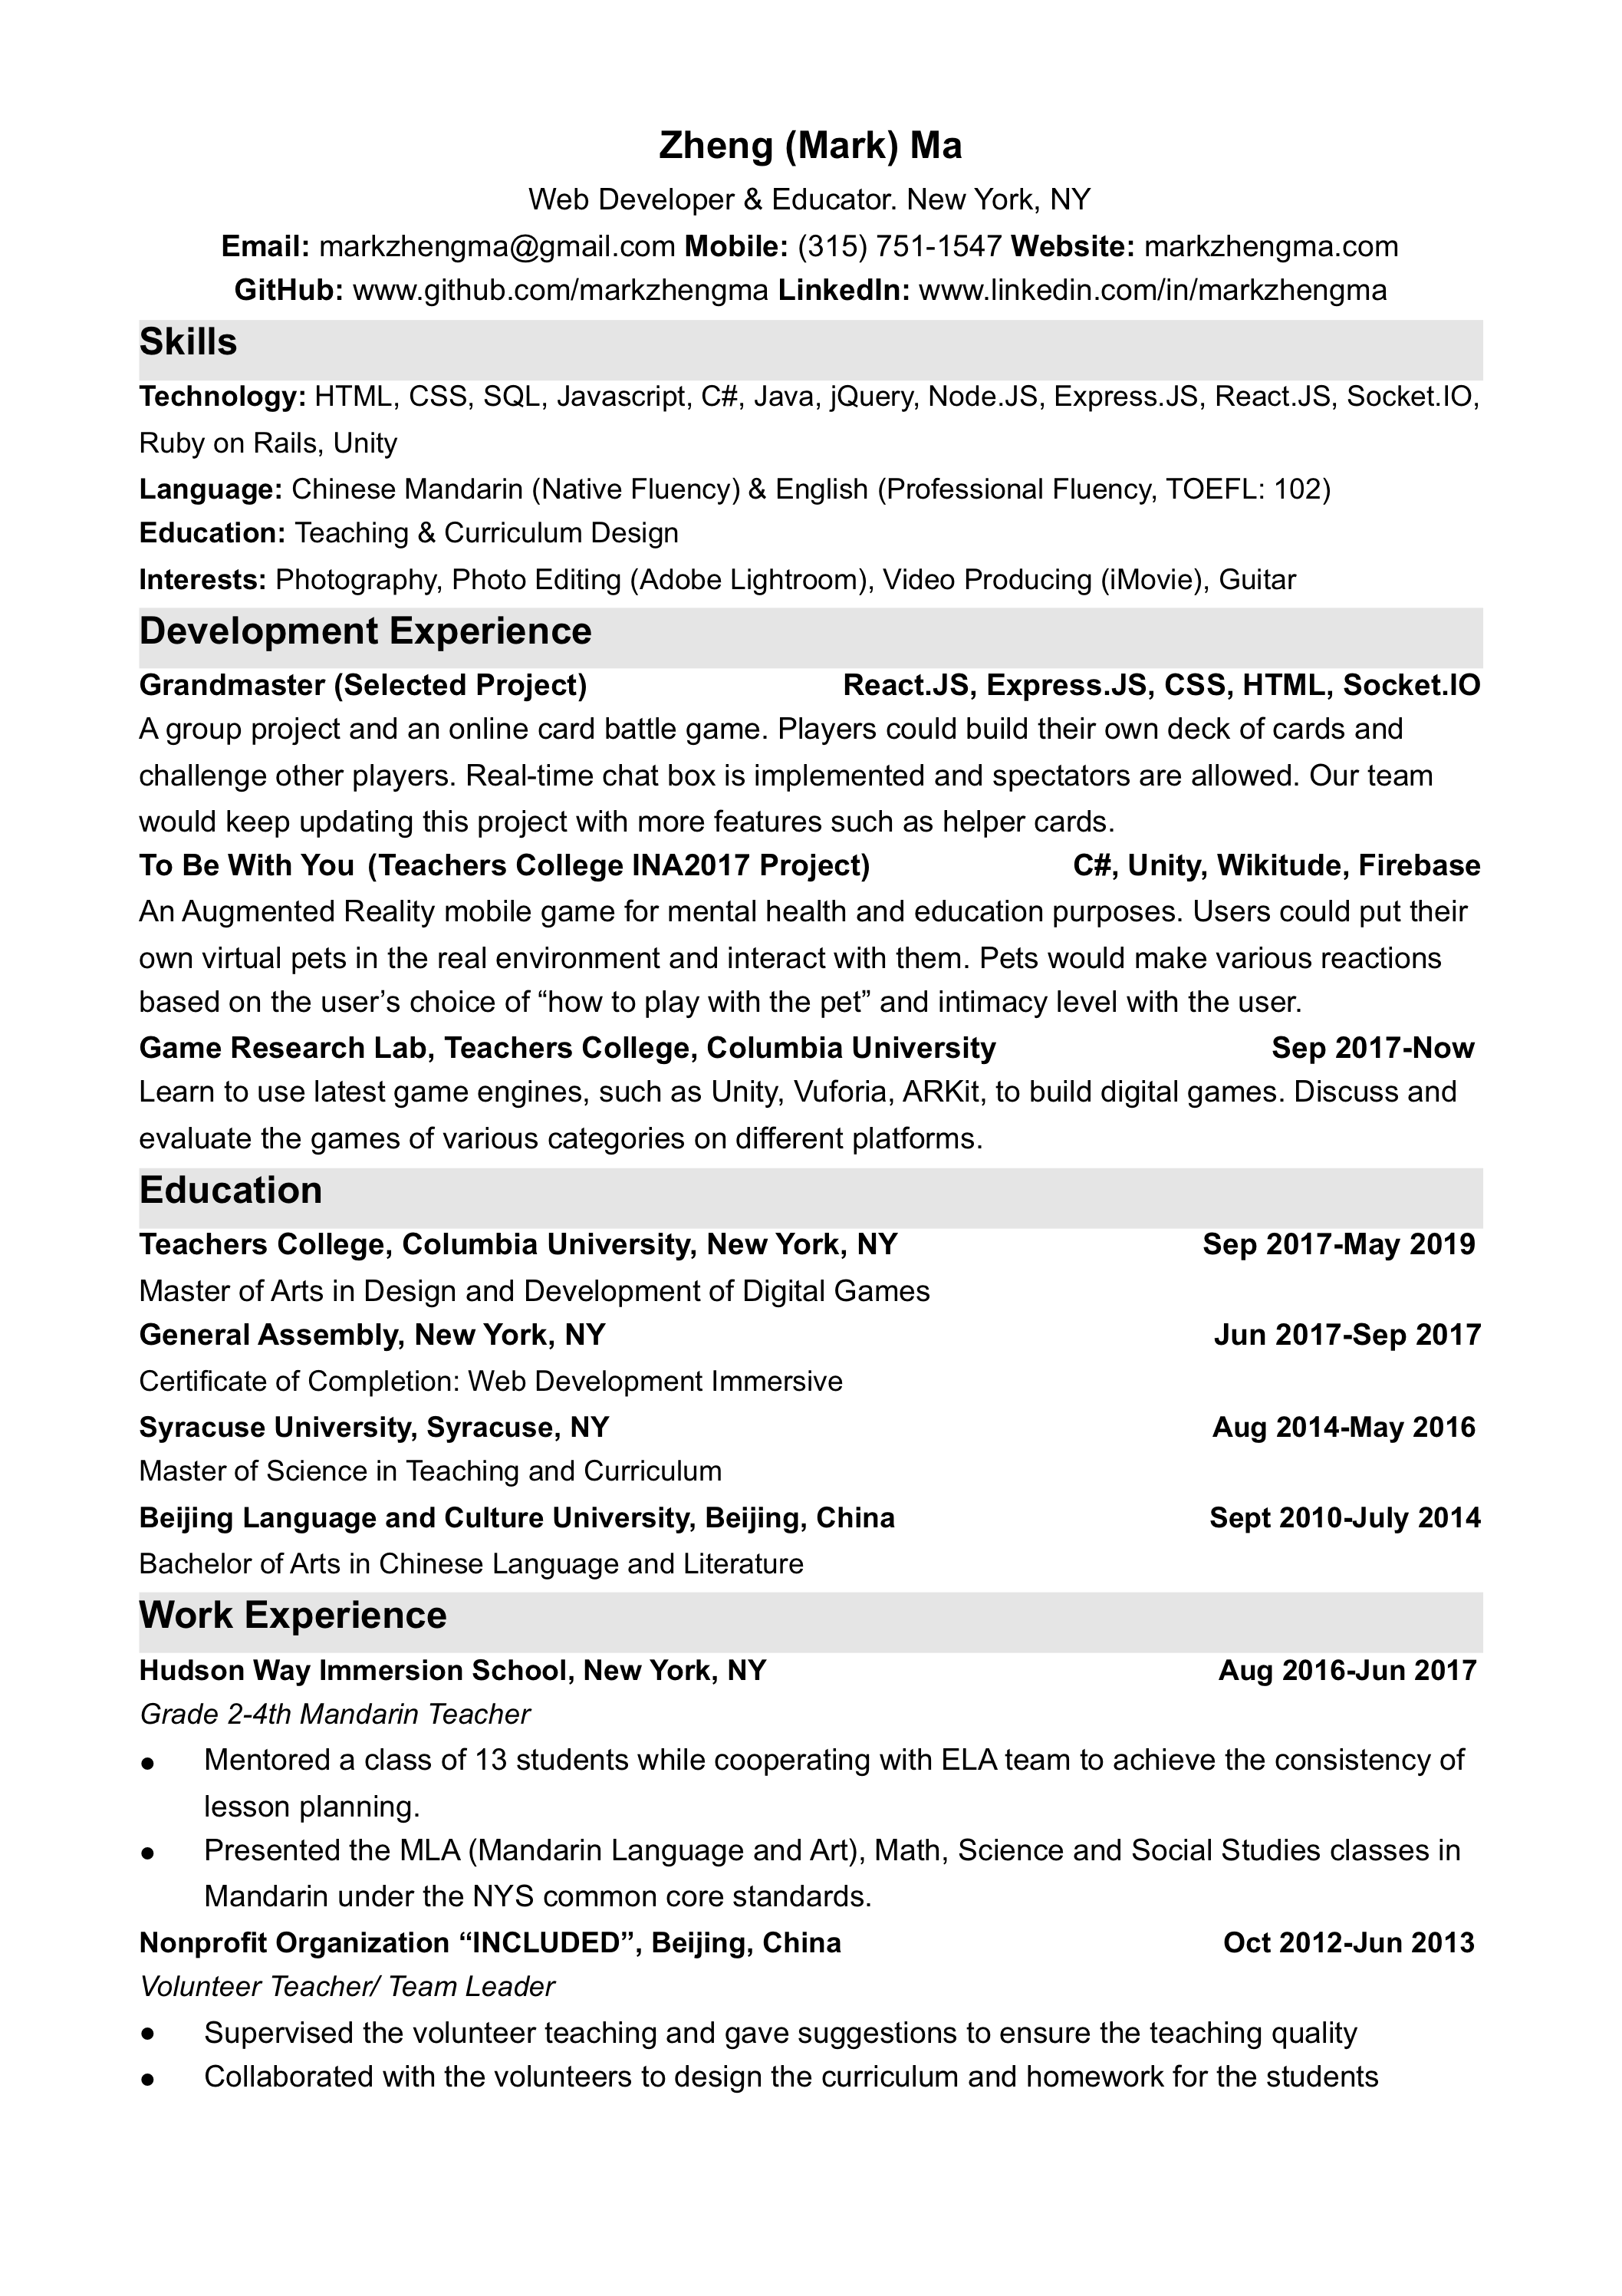 Zheng (Mark) Ma
Web Developer & Educator. New York, NY
Email: markzhengma@gmail.com Mobile: (315) 751-1547 Website: markzhengma.com
GitHub: www.github.com/markzhengma LinkedIn: www.linkedin.com/in/markzhengma
Skills
Technology: HTML, CSS, SQL, Javascript, C#, Java, jQuery, Node.JS, Express.JS, React.JS, Socket.IO,
Ruby on Rails, Unity
Language: Chinese Mandarin (Native Fluency) & English (Professional Fluency, TOEFL: 102)
Education: Teaching & Curriculum Design
Interests: Photography, Photo Editing (Adobe Lightroom), Video Producing (iMovie), Guitar
Development Experience
Grandmaster (Selected Project) React.JS, Express.JS, CSS, HTML, Socket.IO
A group project and an online card battle game. Players could build their own deck of cards and
challenge other players. Real-time chat box is implemented and spectators are allowed. Our team
would keep updating this project with more features such as helper cards.
To Be With You (Teachers College INA2017 Project) C#, Unity, Wikitude, Firebase
An Augmented Reality mobile game for mental health and education purposes. Users could put their
own virtual pets in the real environment and interact with them. Pets would make various reactions
based on the user’s choice of “how to play with the pet” and intimacy level with the user.
Game Research Lab, Teachers College, Columbia University Sep 2017-Now
Learn to use latest game engines, such as Unity, Vuforia, ARKit, to build digital games. Discuss and
evaluate the games of various categories on different platforms.
Education
Teachers College, Columbia University, New York, NY Sep 2017-May 2019
Master of Arts in Design and Development of Digital Games
General Assembly, New York, NY Jun 2017-Sep 2017
Certificate of Completion: Web Development Immersive
Syracuse University, Syracuse, NY Aug 2014-May 2016
Master of Science in Teaching and Curriculum
Beijing Language and Culture University, Beijing, China Sept 2010-July 2014
Bachelor of Arts in Chinese Language and Literature
Work Experience
Hudson Way Immersion School, New York, NY Aug 2016-Jun 2017
Grade 2-4th Mandarin Teacher
● Mentored a class of 13 students while cooperating with ELA team to achieve the consistency of
lesson planning.
● Presented the MLA (Mandarin Language and Art), Math, Science and Social Studies classes in
Mandarin under the NYS common core standards.
Nonprofit Organization “INCLUDED”, Beijing, China Oct 2012-Jun 2013
Volunteer Teacher/ Team Leader
● Supervised the volunteer teaching and gave suggestions to ensure the teaching quality
● Collaborated with the volunteers to design the curriculum and homework for the students